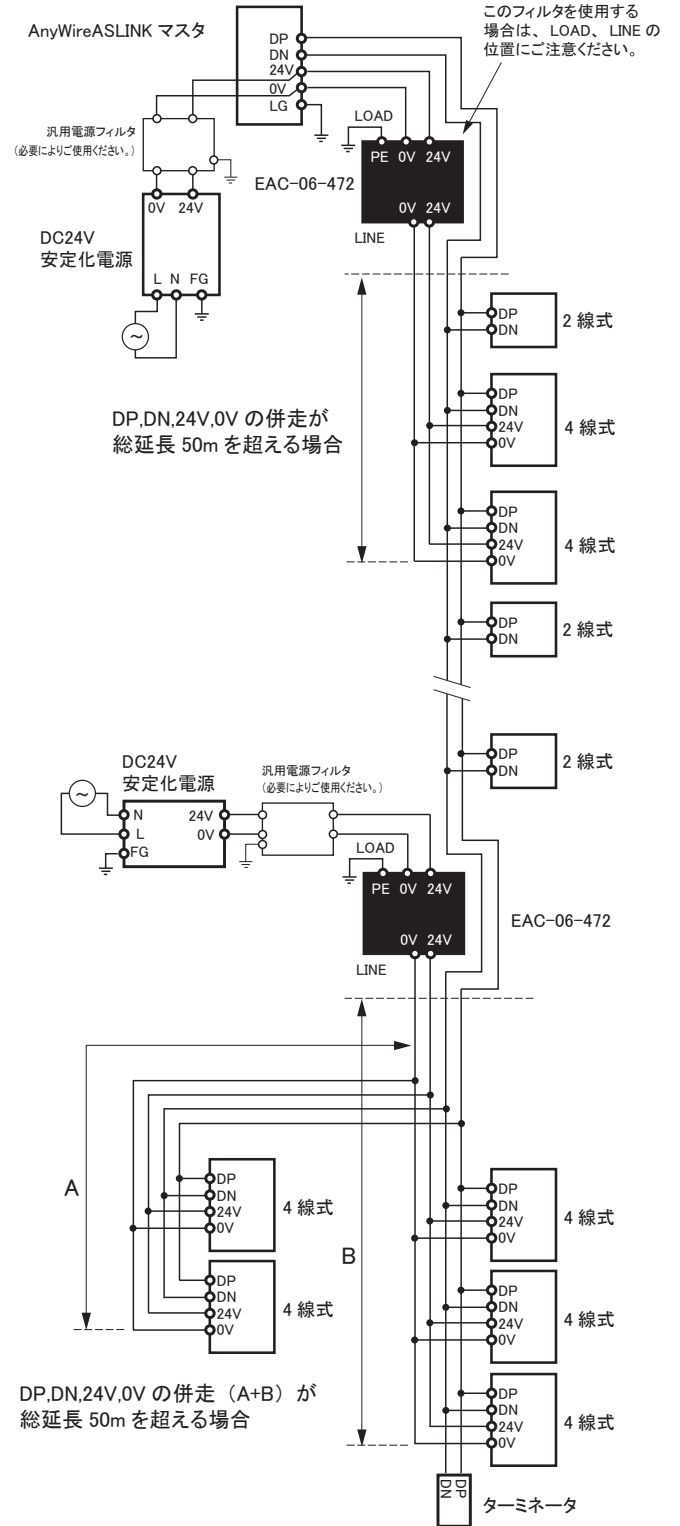 このフィルタを使用する
場合は、LOAD、LINE の
位置にご注意ください。
AnyWireASLINK マスタ
DP
DN
24V
0V
LG
汎用電源フィルタ
(必要によりご使用ください。)
LOAD
PE 0V 24V
EAC-06-472
0V 24V
LINE
0V 24V
DC24V
安定化電源
L N FG
DP
DN
2 線式
DP,DN,24V,0V の併走が
総延長 50m を超える場合
DP
DN
24V
0V
4 線式
DP
DN
24V
0V
4 線式
DP
DN
2 線式
DP
DN
2 線式
DC24V
安定化電源
N
L
FG
24V
0V
汎用電源フィルタ
(必要によりご使用ください。)
LOAD
PE 0V 24V
0V 24V
LINE
EAC-06-472
A
B
DP
DN
24V
0V
4 線式
DP
DN
24V
0V
4 線式
DP
DN
24V
0V
4 線式
DP
DN
24V
0V
4 線式
DP
DN
24V
0V
4 線式
DP,DN,24V,0V の併走（A+B）が
総延長 50m を超える場合
DP
DN
ターミネータ